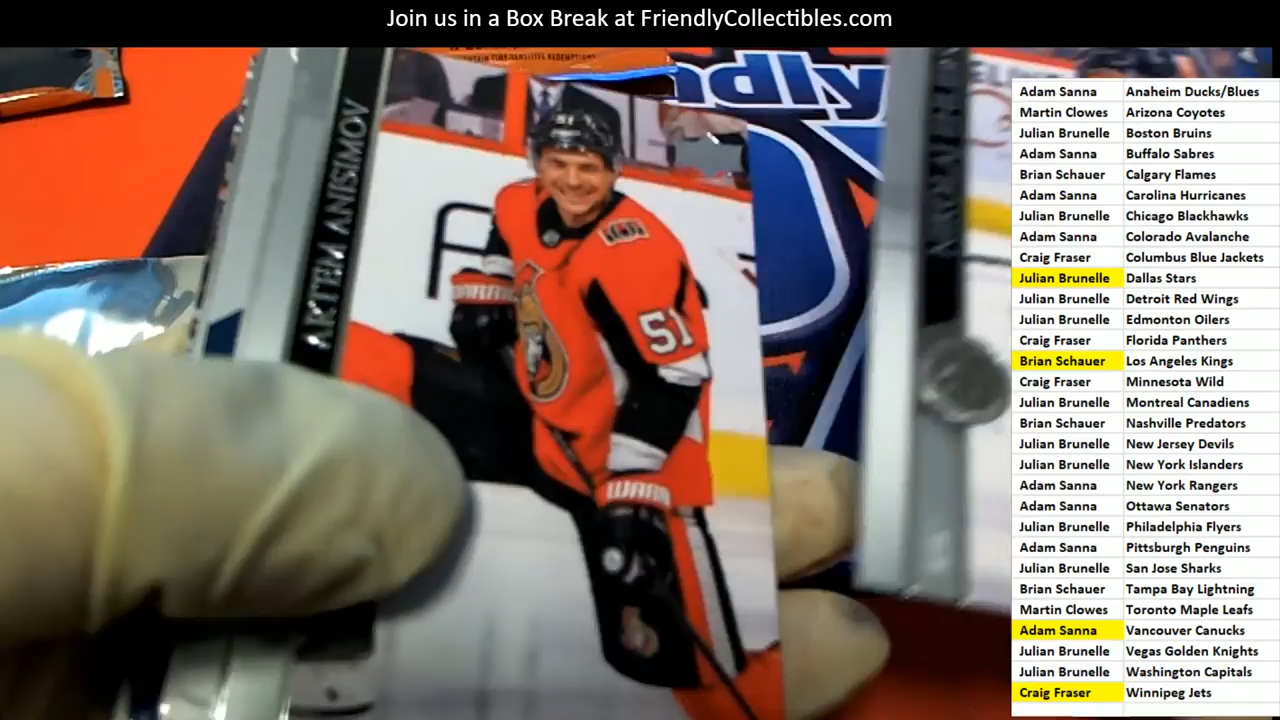 Join us in a Box Break at FriendlyCollectibles.com
ARTEM ANISIMOV
51
51
WARR
dly
Adam Sanna Anaheim Ducks/Blues
Martin Clowes Arizona Coyotes
Julian Brunelle Boston Bruins
Adam Sanna Buffalo Sabres
Brian Schauer Calgary Flames
Adam Sanna Carolina Hurricanes
Julian Brunelle Chicago Blackhawks
Adam Sanna Colorado Avalanche
Craig Fraser Columbus Blue Jackets
Julian Brunelle Dallas Stars
Julian Brunelle Detroit Red Wings
Julian Brunelle Edmonton Oilers
Craig Fraser Florida Panthers
Brian Schauer Los Angeles Kings
Craig Fraser Minnesota Wild
Julian Brunelle Montreal Canadiens
Brian Schauer Nashville Predators
Julian Brunelle New Jersey Devils
Julian Brunelle New York Islanders
Adam Sanna New York Rangers
Adam Sanna Ottawa Senators
Julian Brunelle Philadelphia Flyers
Adam Sanna Pittsburgh Penguins
Julian Brunelle San Jose Sharks
Brian Schauer Tampa Bay Lightning
Martin Clowes Toronto Maple Leafs
Adam Sanna Vancouver Canucks
Julian Brunelle Vegas Golden Knights
Julian Brunelle Washington Capitals
Craig Fraser Winnipeg Jets